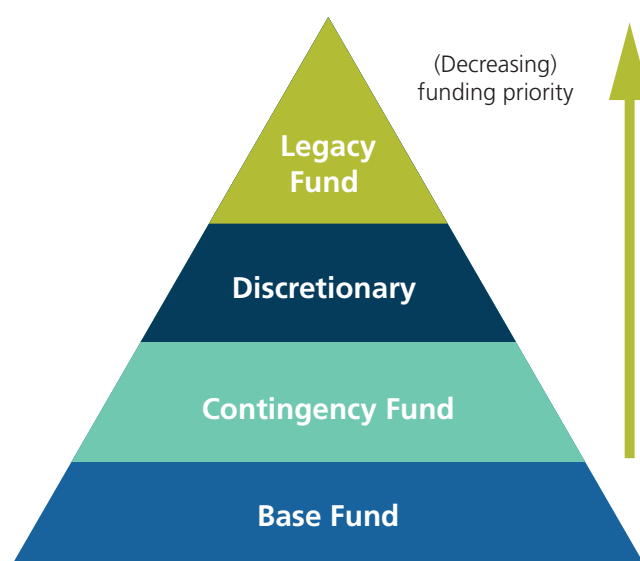 (Decreasing)
funding priority
Legacy
Fund
Discretionary
Contingency Fund
Base Fund